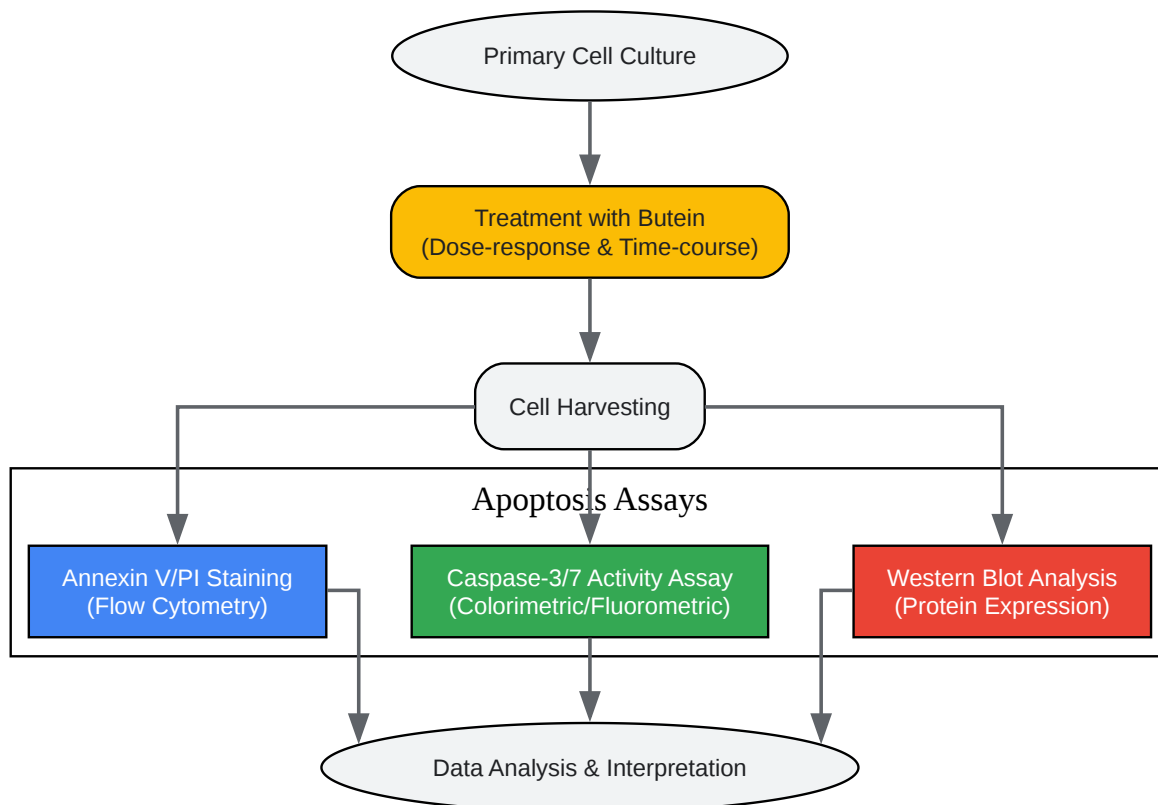 Primary Cell Culture
Treatment with Butein
(Dose-response & Time-course)
Cell Harvesting
Apoptosis Assays
Annexin V/PI Staining
(Flow Cytometry)
Caspase-3/7 Activity Assay
(Colorimetric/Fluorometric)
Western Blot Analysis
(Protein Expression)
Data Analysis & Interpretation